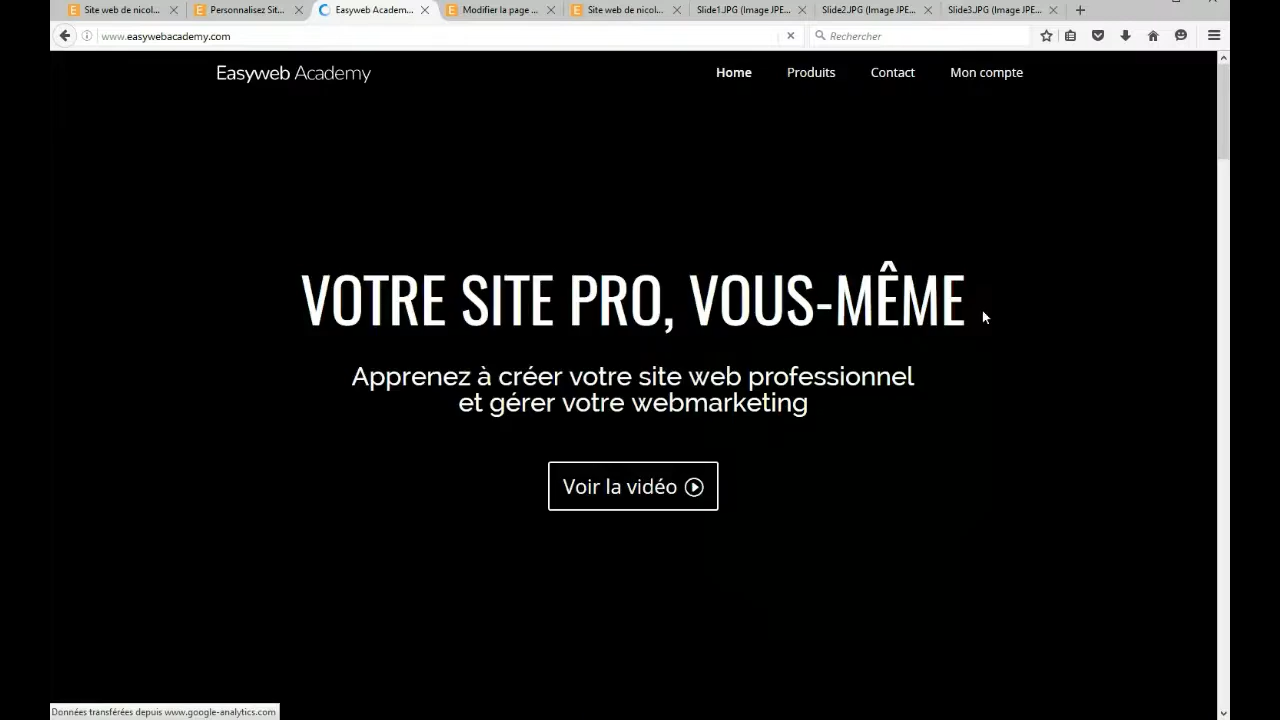 Site web de nicol...
Personnalisez Sit...
Easyweb Academ...
Modifier la page ...
Site web de nicol...
Slide1.JPG (Image JPE...
Slide2.JPG (Image JPE...
Slide3.JPG (Image JPE...
www.easywebacademy.com
Rechercher
Easyweb Academy
Home
Produits
Contact
Mon compte
VOTRE SITE PRO, VOUS-MÊME
Apprenez à créer votre site web professionnel
et gérer votre webmarketing
Voir la vidéo
Données transférées depuis www.google-analytics.com